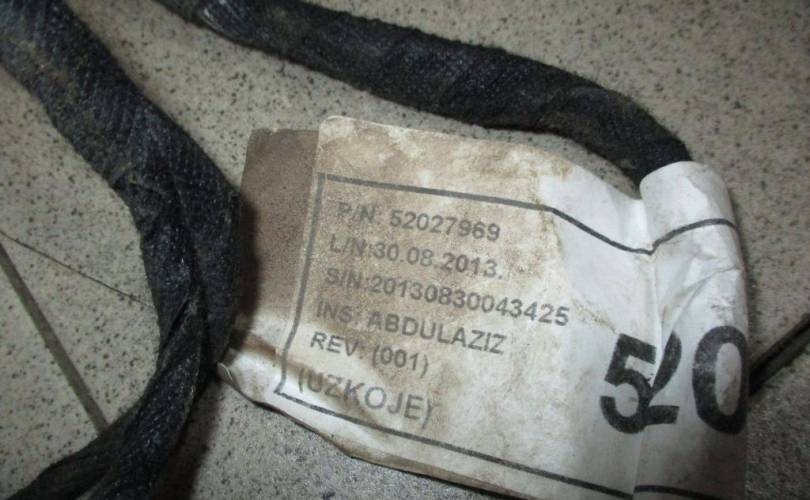 P/N: 52027969
L/N:30.08.2013.
S/N:20130830043425
INS: ABDULAZIZ
REV: (001)
(UZKOJE)
520